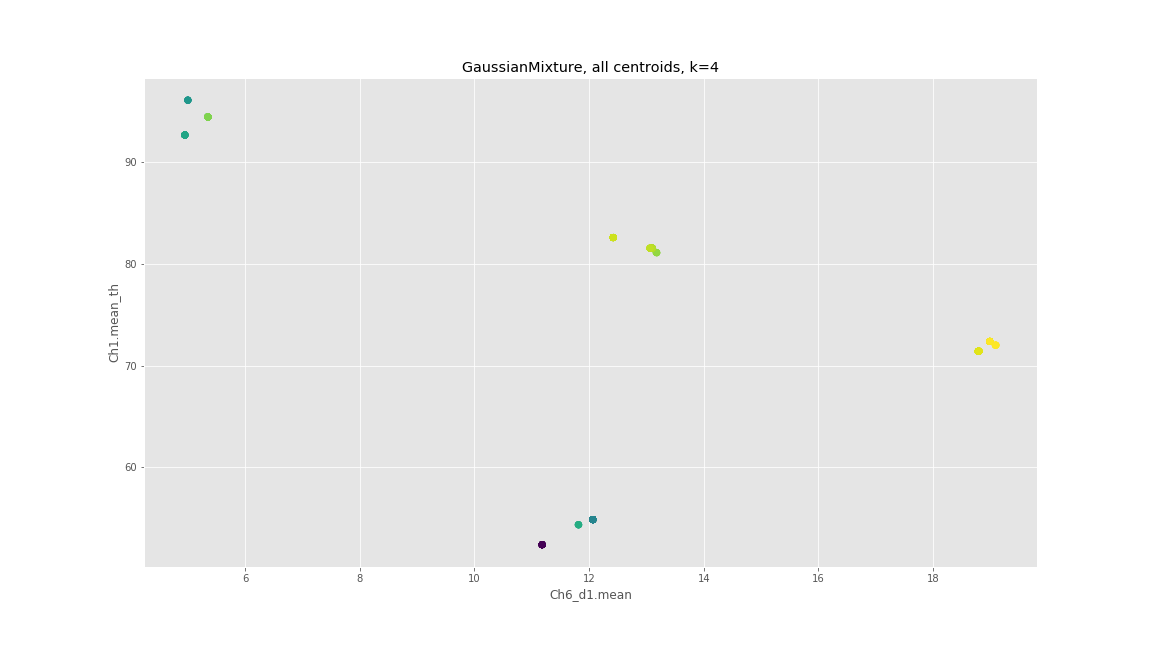 GaussianMixture, all centroids, k=4
90
80
70
60
Ch1.mean_th
6 8 10 12 14 16 18
Ch6_d1.mean